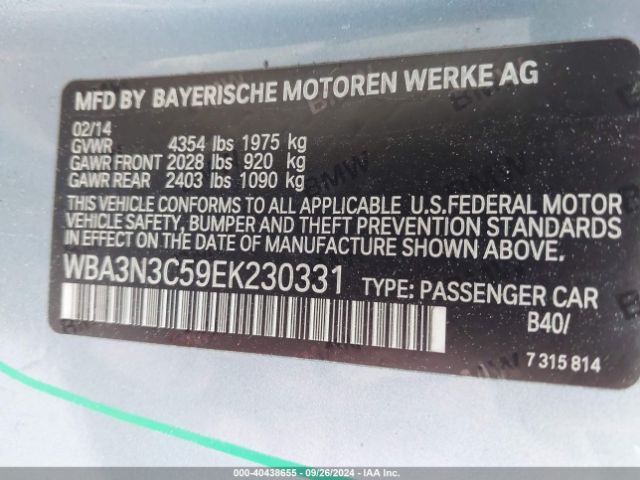 MFD BY BAYERISCHE MOTOREN WERKE AG
02/14
GVWR 4354 lbs 1975 kg
GAWR FRONT 2028 lbs 920 kg
GAWR REAR 2403 lbs 1090 kg
THIS VEHICLE CONFORMS TO ALL APPLICABLE U.S.FEDERAL MOTOR
VEHICLE SAFETY, BUMPER AND THEFT PREVENTION STANDARDS
IN EFFECT ON THE DATE OF MANUFACTURE SHOWN ABOVE.
WBA3N3C59EK230331 TYPE: PASSENGER CAR
B40/
7 315 814
000-40438655 - 09/26/2024 - IAA Inc.